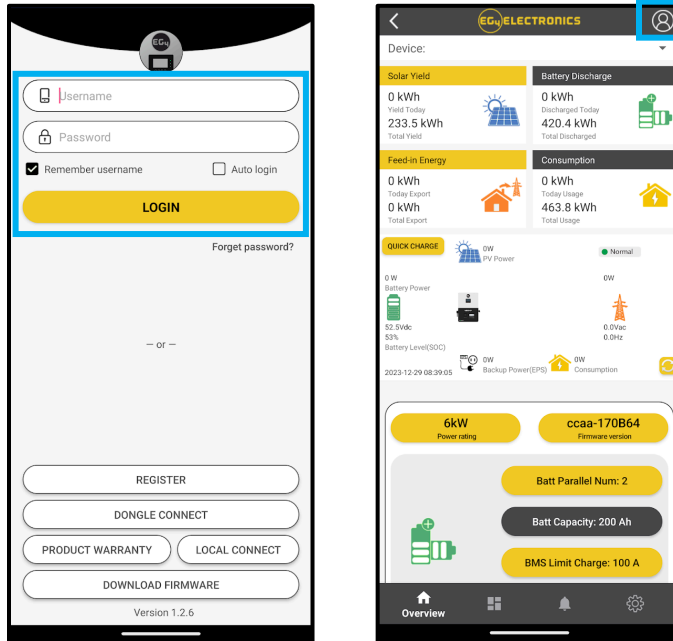 EG4
Username
Password
Remember username
Auto login
LOGIN
Forget password?
— or —
REGISTER
DONGLE CONNECT
PRODUCT WARRANTY
LOCAL CONNECT
DOWNLOAD FIRMWARE
Version 1.2.6
EG4 ELECTRONICS
Device:
Solar Yield
0 kWh
Yield Today
233.5 kWh
Total Yield
Battery Discharge
0 kWh
Discharged Today
420.4 kWh
Total Discharged
Feed-in Energy
0 kWh
Today Export
0 kWh
Total Export
Consumption
0 kWh
Today Usage
463.8 kWh
Total Usage
QUICK CHARGE
0W
PV Power
Normal
0 W
Battery Power
0W
52.5Vdc
53%
Battery Level(SOC)
0.0Vac
0.0Hz
2023-12-29 08:39:05
0W
Backup Power(EPS)
0W
Consumption
6kW
Power rating
ccaa-170B64
Firmware version
Batt Parallel Num: 2
Batt Capacity: 200 Ah
BMS Limit Charge: 100 A
Overview